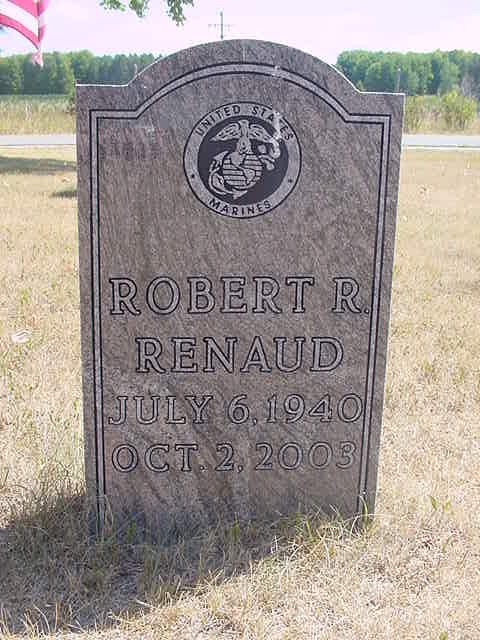 UNITED STATES
MARINES
ROBERT R.
RENAUD
JULY 6, 1940
OCT. 2, 2003